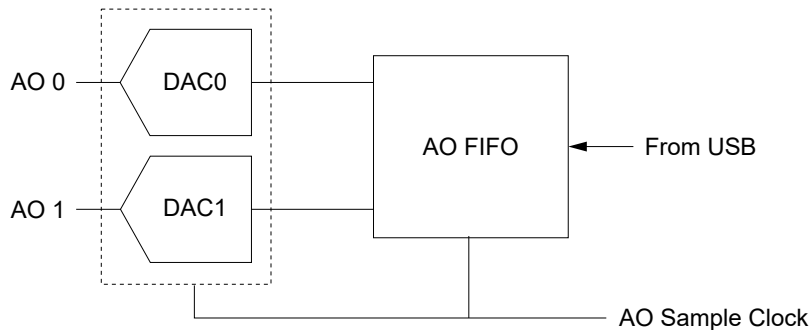 AO 0
DAC0
AO FIFO
From USB
AO 1
DAC1
AO Sample Clock